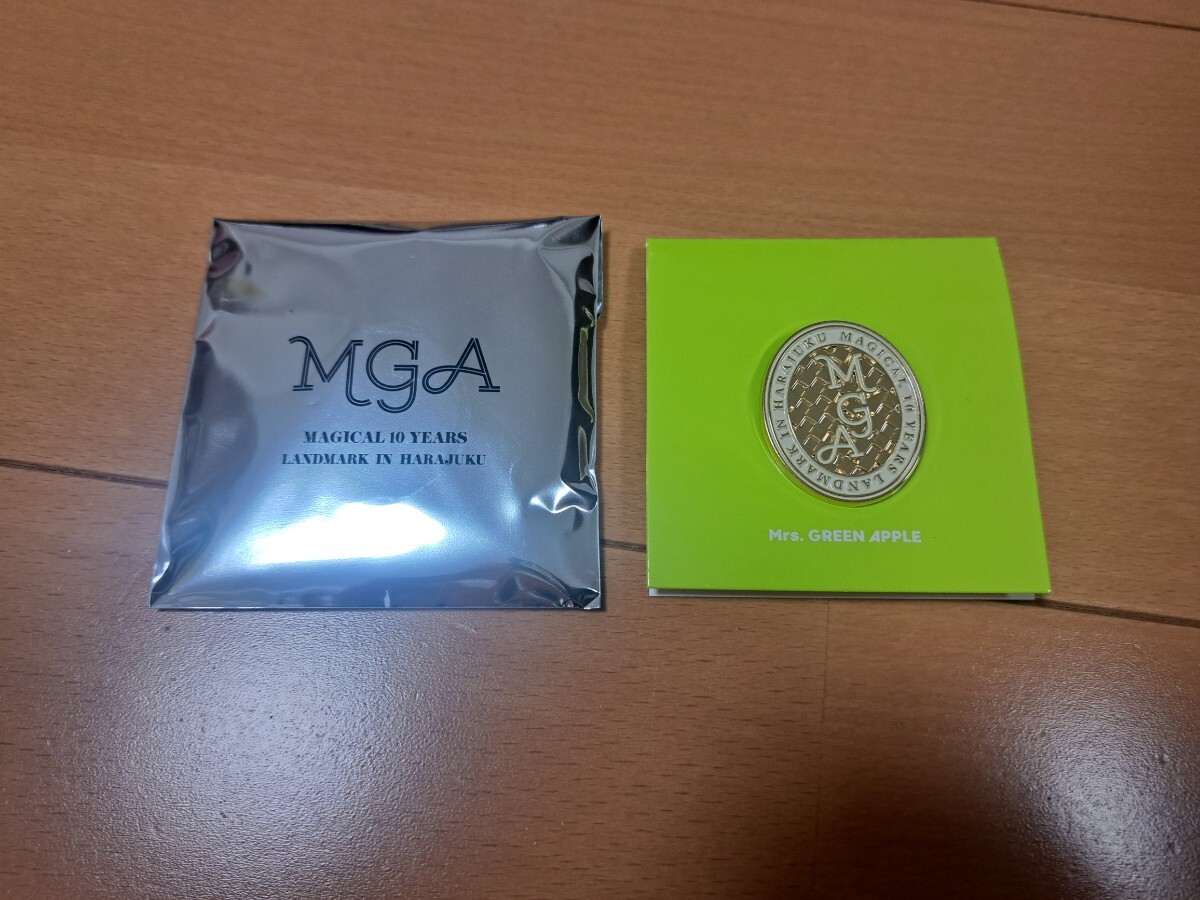 MGA
MAGICAL 10 YEARS
LANDMARK IN HARAJUKU
MAGICAL 10 YEARS LANDMARK IN HARAJUKU
M
G
A
Mrs. GREEN APPLE